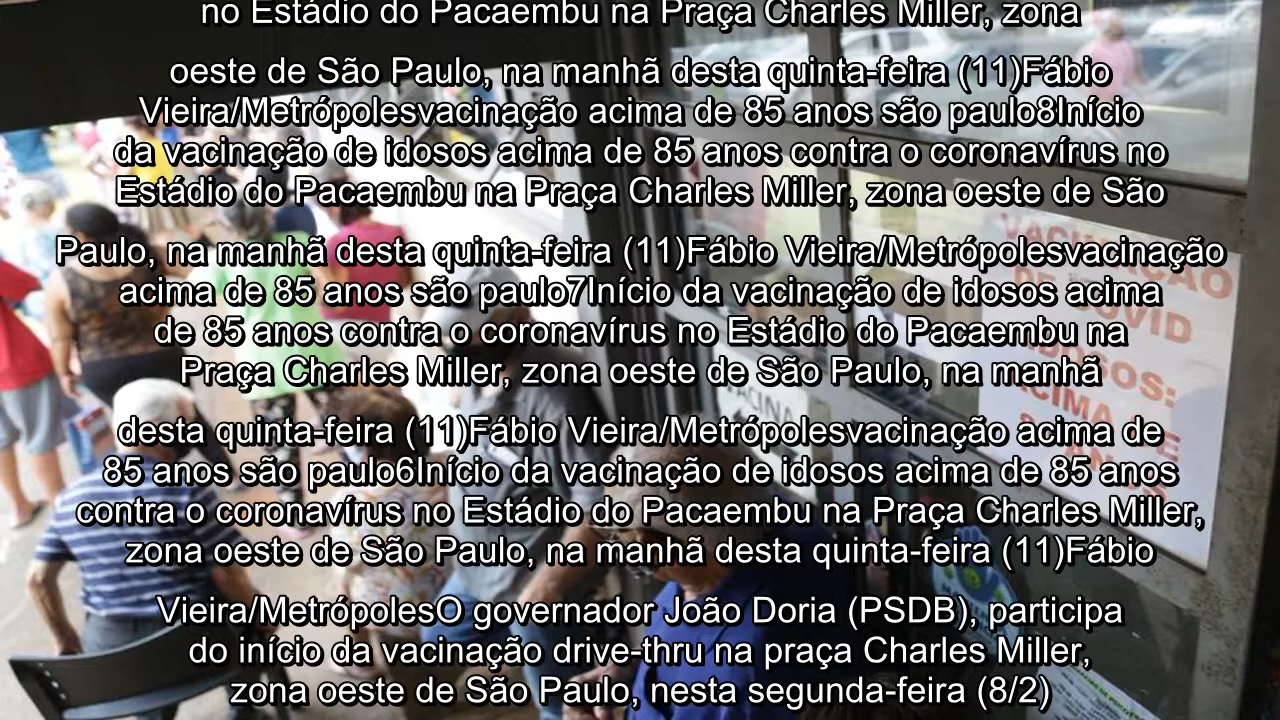 no Estádio do Pacaembu na Praça Charles Miller, zona
oeste de São Paulo, na manhã desta quinta-feira (11)Fábio
Vieira/Metrópolesvacinação acima de 85 anos são paulo8Início
da vacinação de idosos acima de 85 anos contra o coronavírus no
Estádio do Pacaembu na Praça Charles Miller, zona oeste de São
Paulo, na manhã desta quinta-feira (11)Fábio Vieira/Metrópolesvacinação
acima de 85 anos são paulo7Início da vacinação de idosos acima
de 85 anos contra o coronavírus no Estádio do Pacaembu na
Praça Charles Miller, zona oeste de São Paulo, na manhã
desta quinta-feira (11)Fábio Vieira/Metrópolesvacinação acima de
85 anos são paulo6Início da vacinação de idosos acima de 85 anos
contra o coronavírus no Estádio do Pacaembu na Praça Charles Miller,
zona oeste de São Paulo, na manhã desta quinta-feira (11)Fábio
Vieira/MetrópolesO governador João Doria (PSDB), participa
do início da vacinação drive-thru na praça Charles Miller,
zona oeste de São Paulo, nesta segunda-feira (8/2)
VACINAÇÃO
DE COVID
IDOSOS:
ACIMA DE